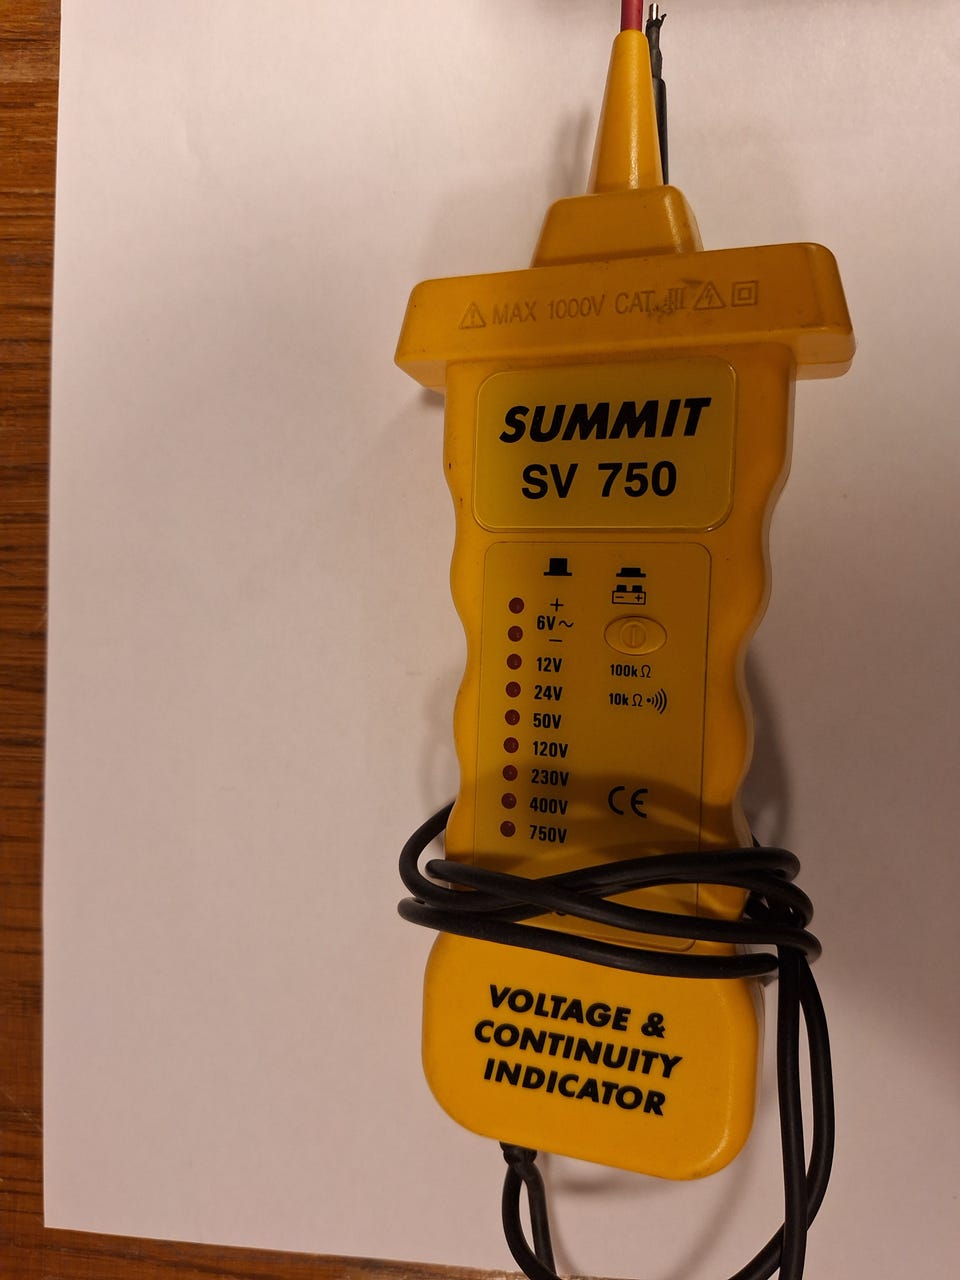 MAX 1000V CAT. III
SUMMIT
SV 750
+
6V~
−
12V
24V
50V
120V
230V
400V
750V
− +
100kΩ
10kΩ
CE
VOLTAGE &
CONTINUITY
INDICATOR